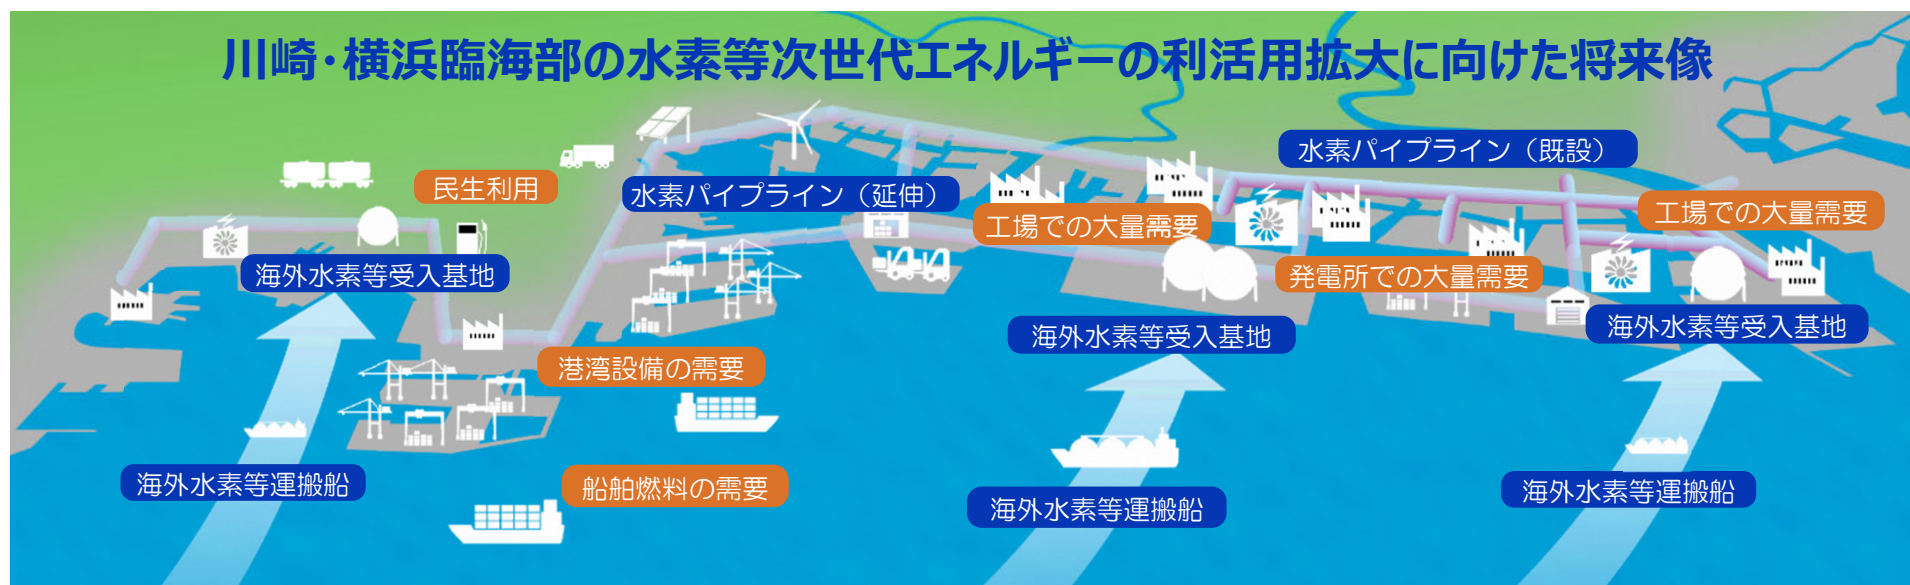 川崎・横浜臨海部の水素等次世代エネルギーの利活用拡大に向けた将来像
水素パイプライン（既設）
民生利用
水素パイプライン（延伸）
工場での大量需要
工場での大量需要
海外水素等受入基地
発電所での大量需要
海外水素等受入基地
海外水素等受入基地
港湾設備の需要
海外水素等運搬船
船舶燃料の需要
海外水素等運搬船
海外水素等運搬船